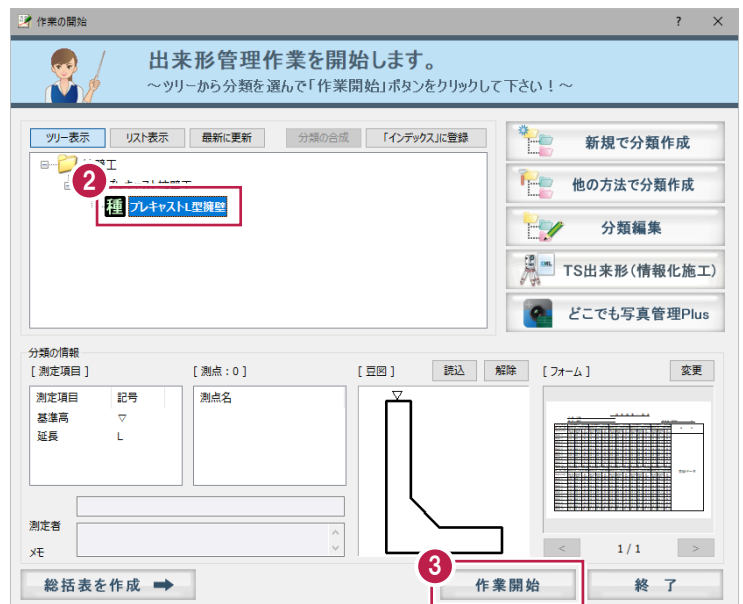 作業の開始
? ×
出来形管理作業を開始します。
～ツリーから分類を選んで「作業開始」ボタンをクリックして下さい！～
ツリー表示 リスト表示 最新に更新 分類の合成 「インデックス」に登録
2
種 プレキャストL型擁壁
新規で分類作成
他の方法で分類作成
分類編集
TS出来形(情報化施工)
どこでも写真管理Plus
分類の情報
[ 測定項目 ] [ 測点：0 ] [ 豆図 ] 読込 解除 [ フォーム ] 変更
測定項目 記号
基準高 ▽
延長 L
測点名
測定者
メモ
< 1 / 1 >
3
総括表を作成 ➡ 作業開始 終 了